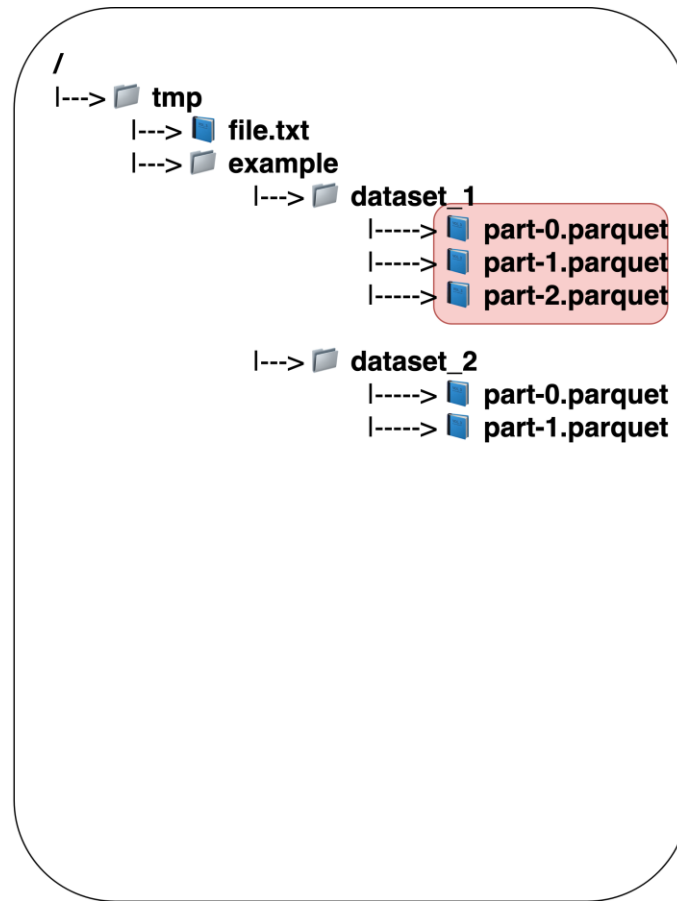 /
|---> tmp
|---> file.txt
|---> example
|---> dataset_1
|-----> part-0.parquet
|-----> part-1.parquet
|-----> part-2.parquet
|---> dataset_2
|-----> part-0.parquet
|-----> part-1.parquet